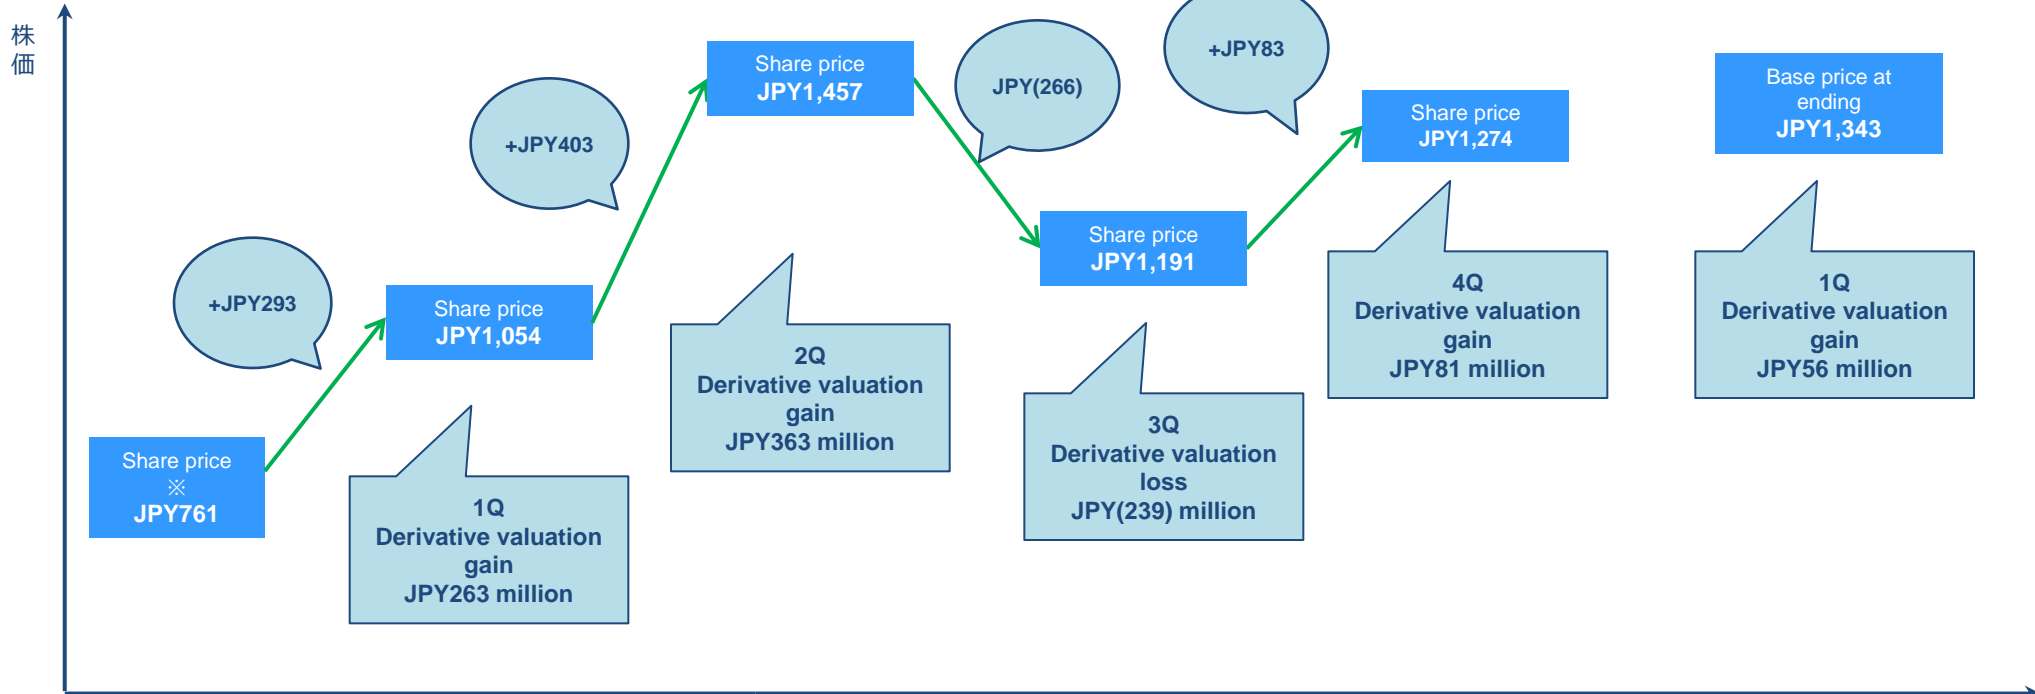 株
価
+JPY293
+JPY403
JPY(266)
+JPY83
Share price
※
JPY761
Share price
JPY1,054
Share price
JPY1,457
Share price
JPY1,191
Share price
JPY1,274
Base price at
ending
JPY1,343
1Q
Derivative valuation
gain
JPY263 million
2Q
Derivative valuation
gain
JPY363 million
3Q
Derivative valuation
loss
JPY(239) million
4Q
Derivative valuation
gain
JPY81 million
1Q
Derivative valuation
gain
JPY56 million